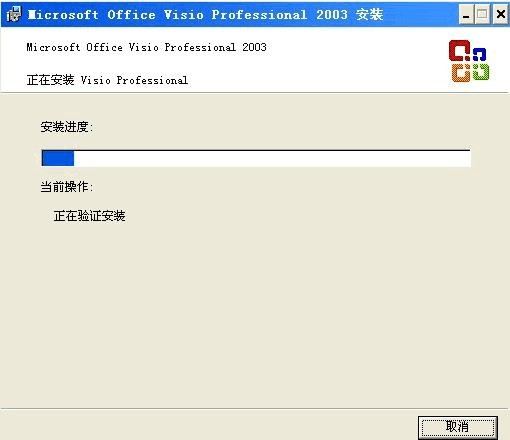 Microsoft Office Visio Professional 2003 安装
Microsoft Office Visio Professional 2003
正在安装 Visio Professional
安装进度:
当前操作:
正在验证安装
取消